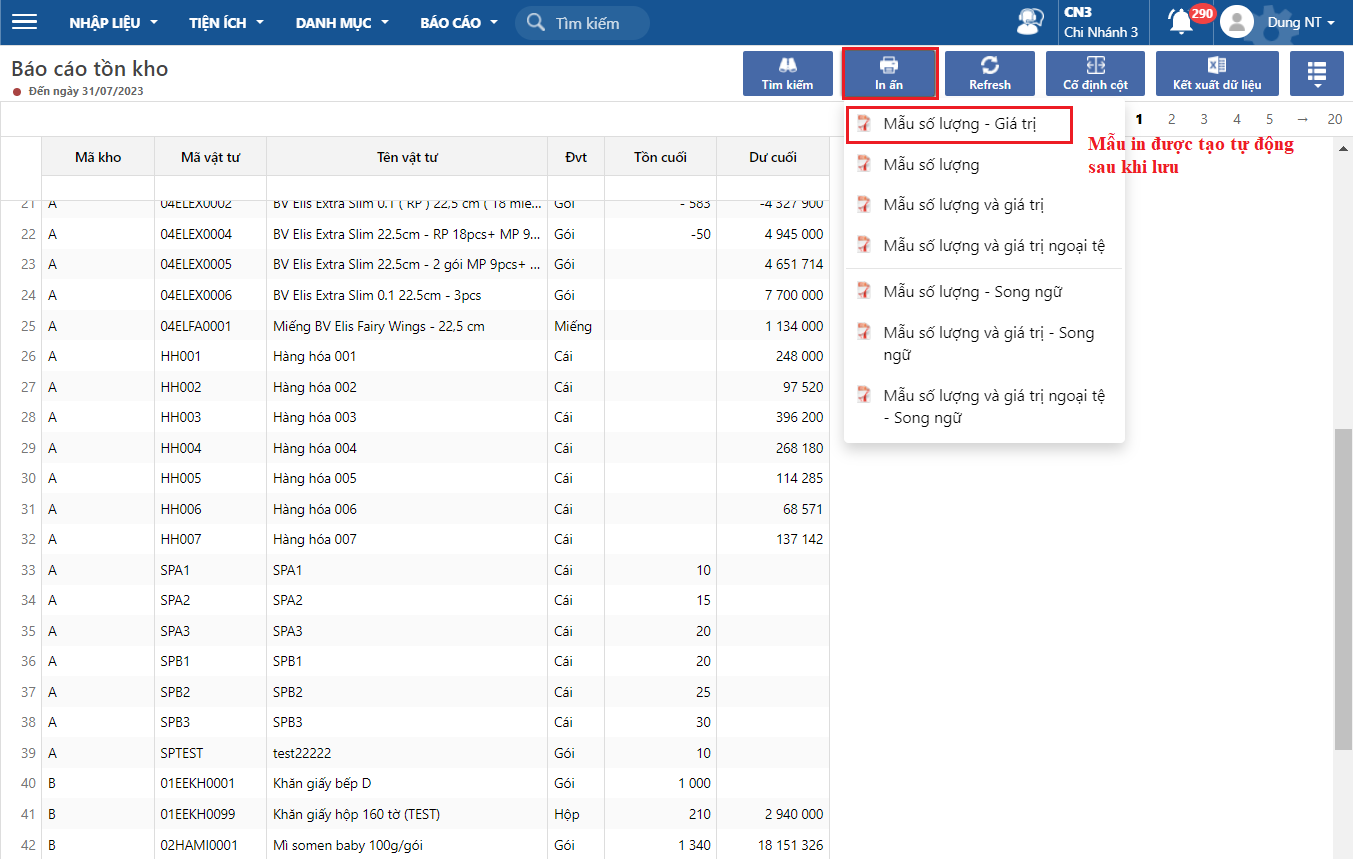 NHẬP LIỆU TIỆN ÍCH DANH MỤC BÁO CÁO Tìm kiếm CN3 290 Dung NT
Chi Nhánh 3
Báo cáo tồn kho
Đến ngày 31/07/2023
Tìm kiếm In ấn Refresh Cố định cột Kết xuất dữ liệu
1 2 3 4 5 → 20
Mẫu số lượng - Giá trị
Mẫu số lượng
Mẫu số lượng và giá trị
Mẫu số lượng và giá trị ngoại tệ
Mẫu số lượng - Song ngữ
Mẫu số lượng và giá trị - Song
ngữ
Mẫu số lượng và giá trị ngoại tệ
- Song ngữ
Mẫu in được tạo tự động
sau khi lưu
Mã kho Mã vật tư Tên vật tư Đvt Tồn cuối Dư cuối
21 A 04ELEX0002 BV Elis Extra Slim 0.1 ( RP ) 22,5 cm ( 18 miế... Gói - 583 -4 327 900
22 A 04ELEX0004 BV Elis Extra Slim 22.5cm - RP 18pcs+ MP 9... Gói -50 4 945 000
23 A 04ELEX0005 BV Elis Extra Slim 22.5cm - 2 gói MP 9pcs+ ... Gói 4 651 714
24 A 04ELEX0006 BV Elis Extra Slim 0.1 22.5cm - 3pcs Gói 7 700 000
25 A 04ELFA0001 Miếng BV Elis Fairy Wings - 22,5 cm Miếng 1 134 000
26 A HH001 Hàng hóa 001 Cái 248 000
27 A HH002 Hàng hóa 002 Cái 97 520
28 A HH003 Hàng hóa 003 Cái 396 200
29 A HH004 Hàng hóa 004 Cái 268 180
30 A HH005 Hàng hóa 005 Cái 114 285
31 A HH006 Hàng hóa 006 Cái 68 571
32 A HH007 Hàng hóa 007 Cái 137 142
33 A SPA1 SPA1 Cái 10
34 A SPA2 SPA2 Cái 15
35 A SPA3 SPA3 Cái 20
36 A SPB1 SPB1 Cái 20
37 A SPB2 SPB2 Cái 25
38 A SPB3 SPB3 Cái 30
39 A SPTEST test22222 Gói 10
40 B 01EEKH0001 Khăn giấy bếp D Gói 1 000
41 B 01EEKH0099 Khăn giấy hộp 160 tờ (TEST) Hộp 210 2 940 000
42 B 02HAMI0001 Mì somen baby 100g/gói Gói 1 340 18 151 326